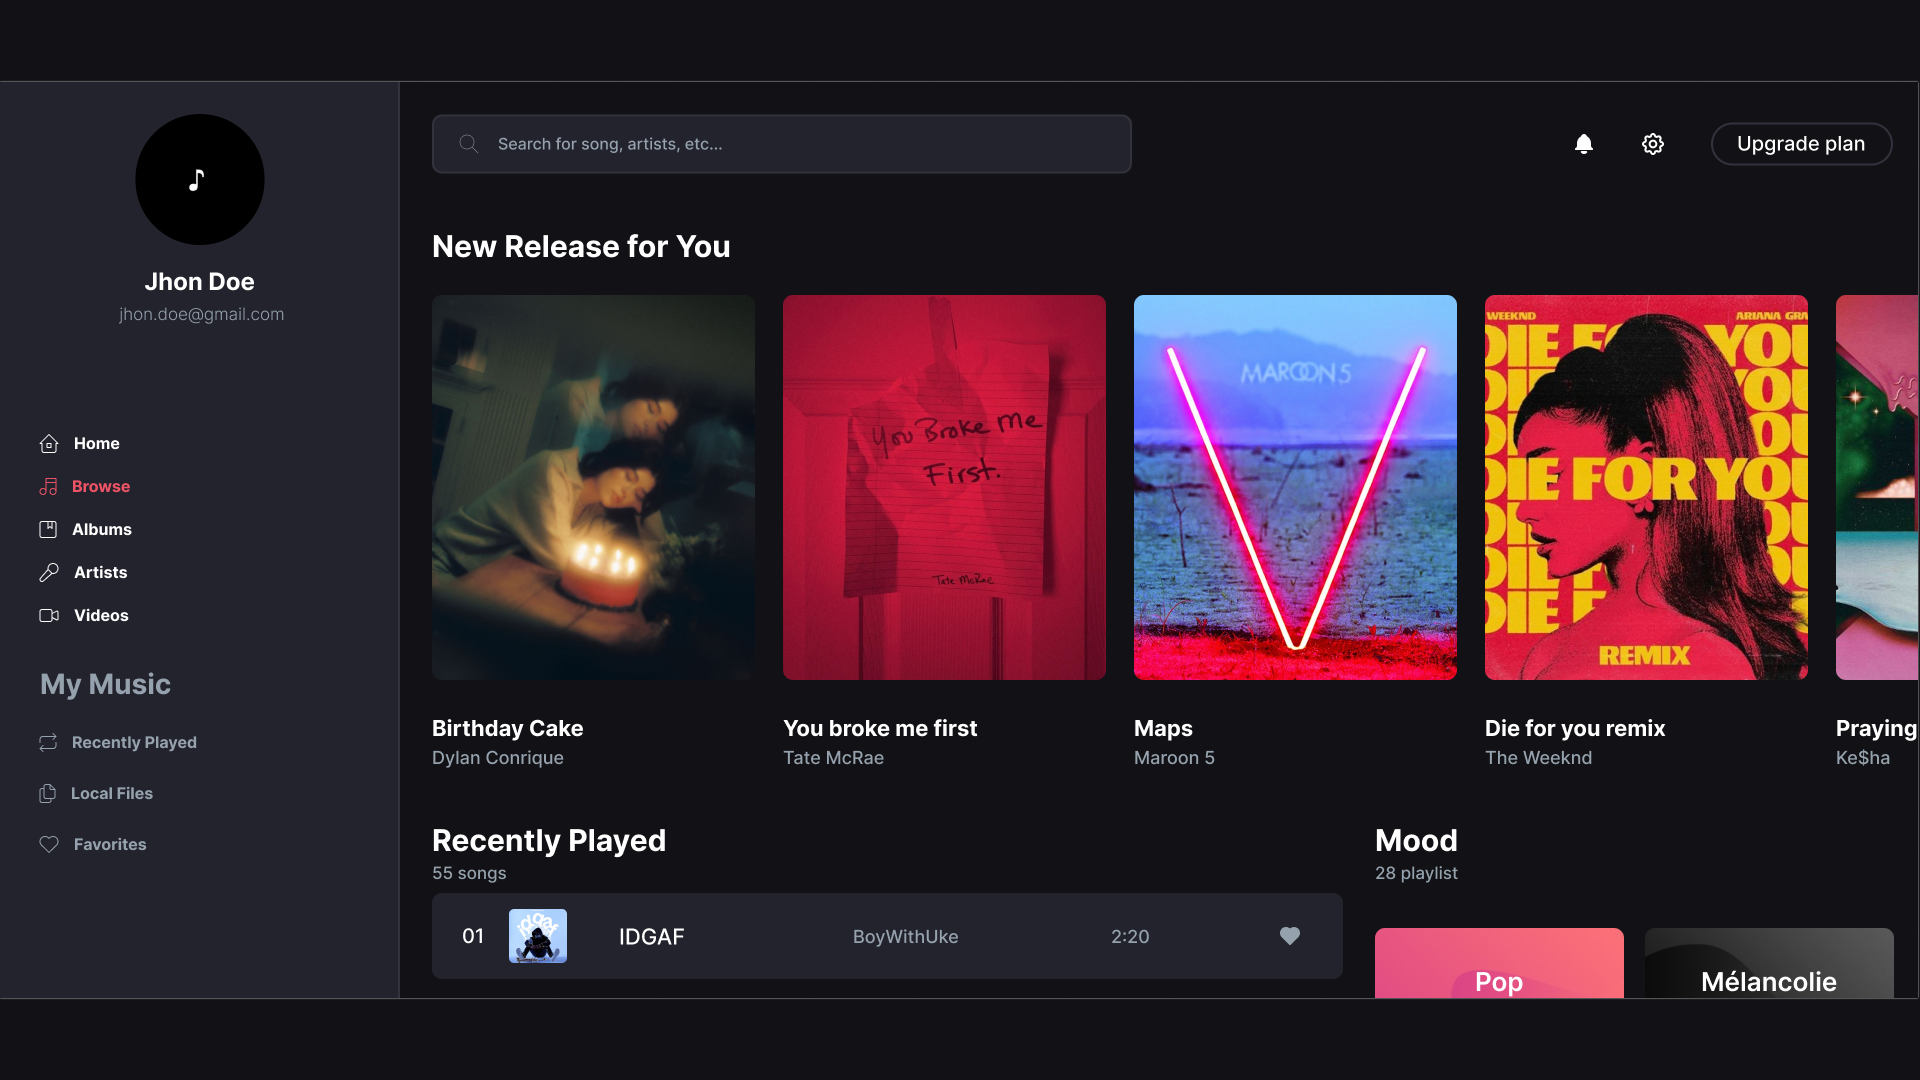 Search for song, artists, etc...
Upgrade plan
Jhon Doe
jhon.doe@gmail.com
Home
Browse
Albums
Artists
Videos
My Music
Recently Played
Local Files
Favorites
New Release for You
You Broke Me
First.
Tate McRae
MAROON 5
WEEKND
ARIANA GRA
DIE FOR YOU
REMIX
Birthday Cake
Dylan Conrique
You broke me first
Tate McRae
Maps
Maroon 5
Die for you remix
The Weeknd
Praying
Ke$ha
Recently Played
55 songs
01
idgaf
IDGAF
BoyWithUke
2:20
Mood
28 playlist
Pop
Mélancolie